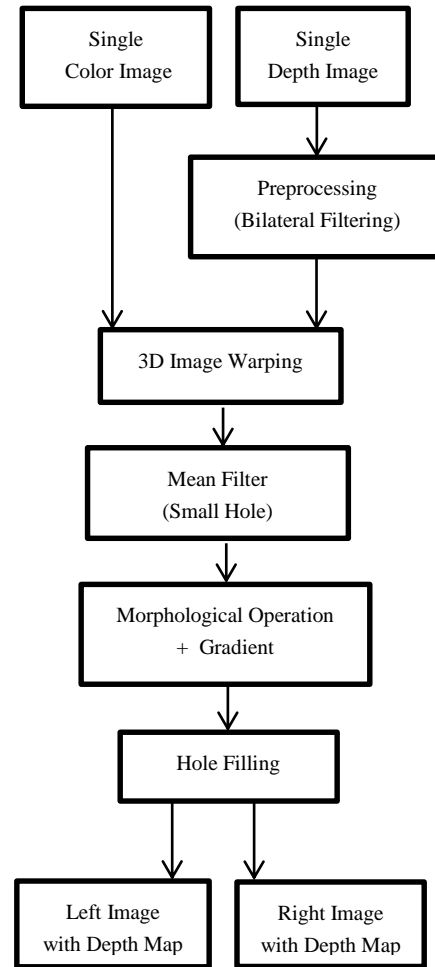 Single
Color Image
Single
Depth Image
Preprocessing
(Bilateral Filtering)
3D Image Warping
Mean Filter
(Small Hole)
Morphological Operation
+ Gradient
Hole Filling
Left Image
with Depth Map
Right Image
with Depth Map